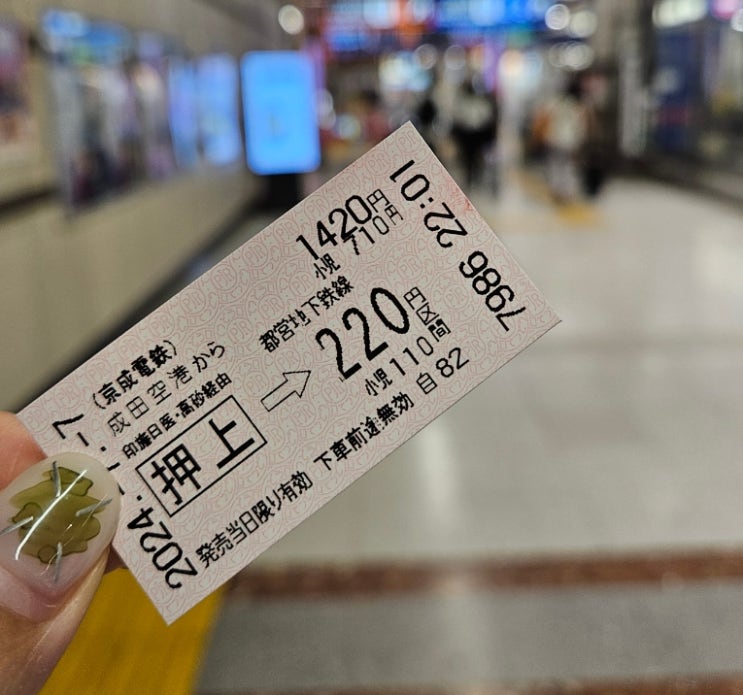 (京成電鉄)
成田空港から
印旛日医・高砂経由
押上
→
1420円
小児 710円
都営地下鉄線
220円区間
小児110円
発売当日限り有効 下車前途無効 自82
2024.
-7
22:01
7986